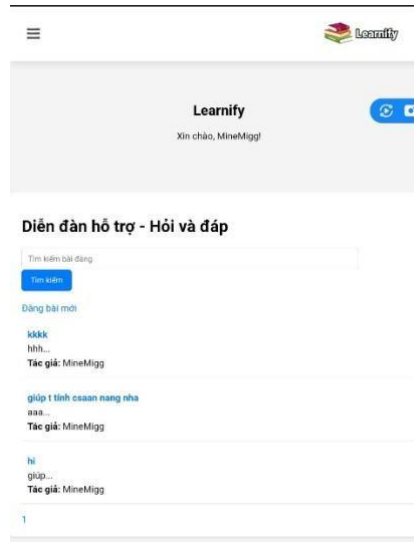 Learnify
Learnify
Xin chào, MineMigg!
Diễn đàn hỗ trợ - Hỏi và đáp
Tìm kiếm bài đăng
Tìm kiếm
Đăng bài mới
kkkk
hhh...
Tác giả: MineMigg
giúp t tính csaan nang nha
aaa...
Tác giả: MineMigg
hi
giúp...
Tác giả: MineMigg
1